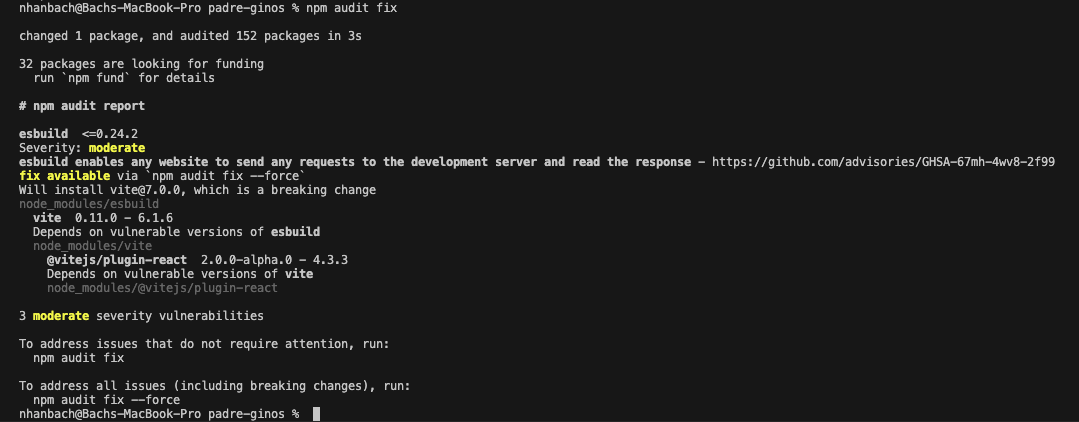 nhanbach@Bachs-MacBook-Pro padre-ginos % npm audit fix
changed 1 package, and audited 152 packages in 3s
32 packages are looking for funding
run `npm fund` for details
# npm audit report
esbuild <=0.24.2
Severity: moderate
esbuild enables any website to send any requests to the development server and read the response - https://github.com/advisories/GHSA-67mh-4wv8-2f99
fix available via `npm audit fix --force`
Will install vite@7.0.0, which is a breaking change
node_modules/esbuild
vite 0.11.0 - 6.1.6
Depends on vulnerable versions of esbuild
node_modules/vite
@vitejs/plugin-react 2.0.0-alpha.0 - 4.3.3
Depends on vulnerable versions of vite
node_modules/@vitejs/plugin-react
3 moderate severity vulnerabilities
To address issues that do not require attention, run:
npm audit fix
To address all issues (including breaking changes), run:
npm audit fix --force
nhanbach@Bachs-MacBook-Pro padre-ginos %